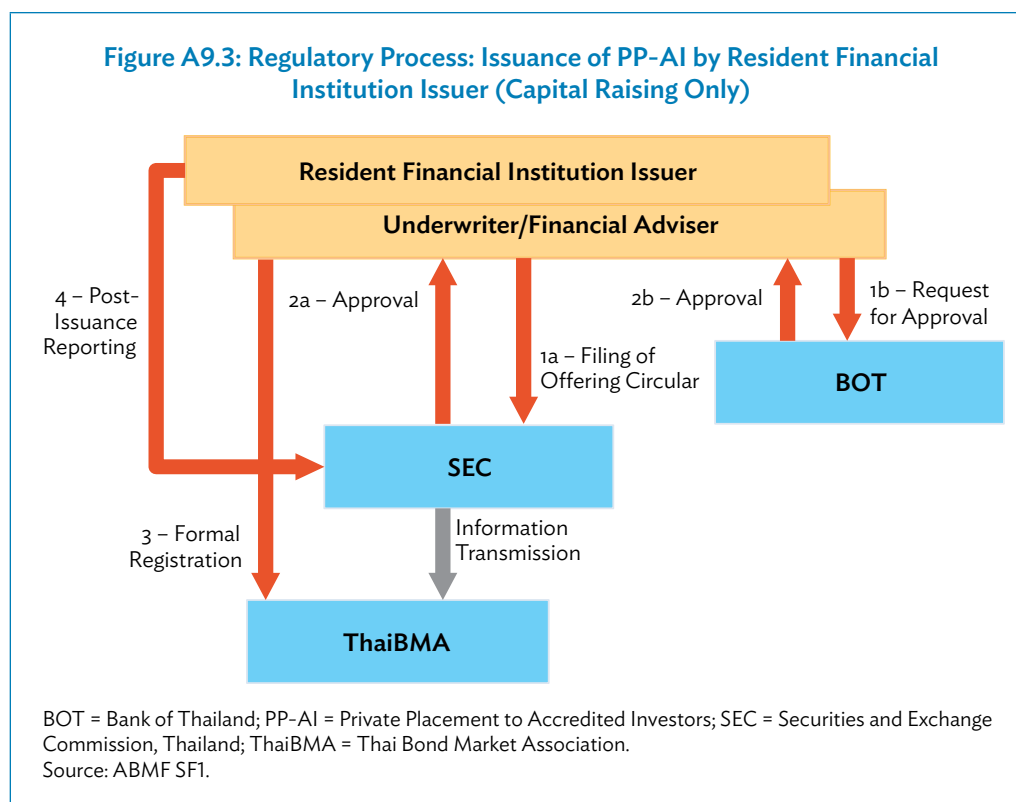 Figure A9.3: Regulatory Process: Issuance of PP-AI by Resident Financial
Institution Issuer (Capital Raising Only)
Resident Financial Institution Issuer
Underwriter/Financial Adviser
4 – Post-
Issuance
Reporting
2a – Approval
1a – Filing of
Offering Circular
2b – Approval
1b – Request
for Approval
BOT
SEC
3 – Formal
Registration
Information
Transmission
ThaiBMA
BOT = Bank of Thailand; PP-AI = Private Placement to Accredited Investors; SEC = Securities and Exchange
Commission, Thailand; ThaiBMA = Thai Bond Market Association.
Source: ABMF SF1.